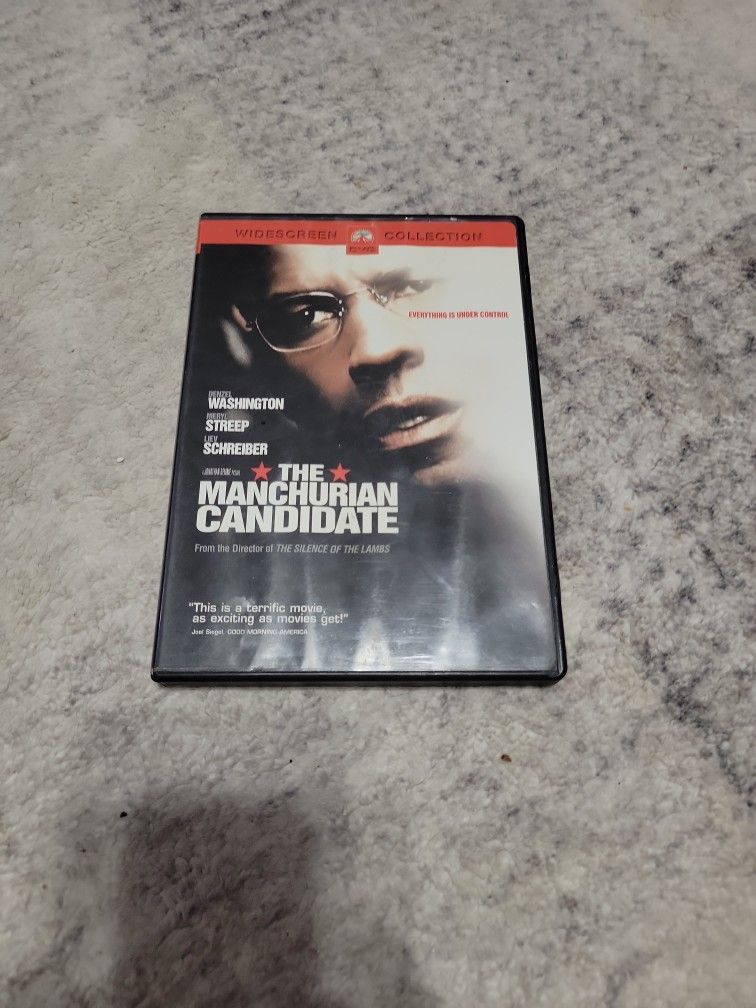 WIDESCREEN COLLECTION
EVERYTHING IS UNDER CONTROL
DENZEL
WASHINGTON
MERYL
STREEP
LIEV
SCHREIBER
THE
MANCHURIAN
CANDIDATE
From the Director of THE SILENCE OF THE LAMBS
"This is a terrific movie,
as exciting as movies get!"
Joel Siegel, GOOD MORNING AMERICA